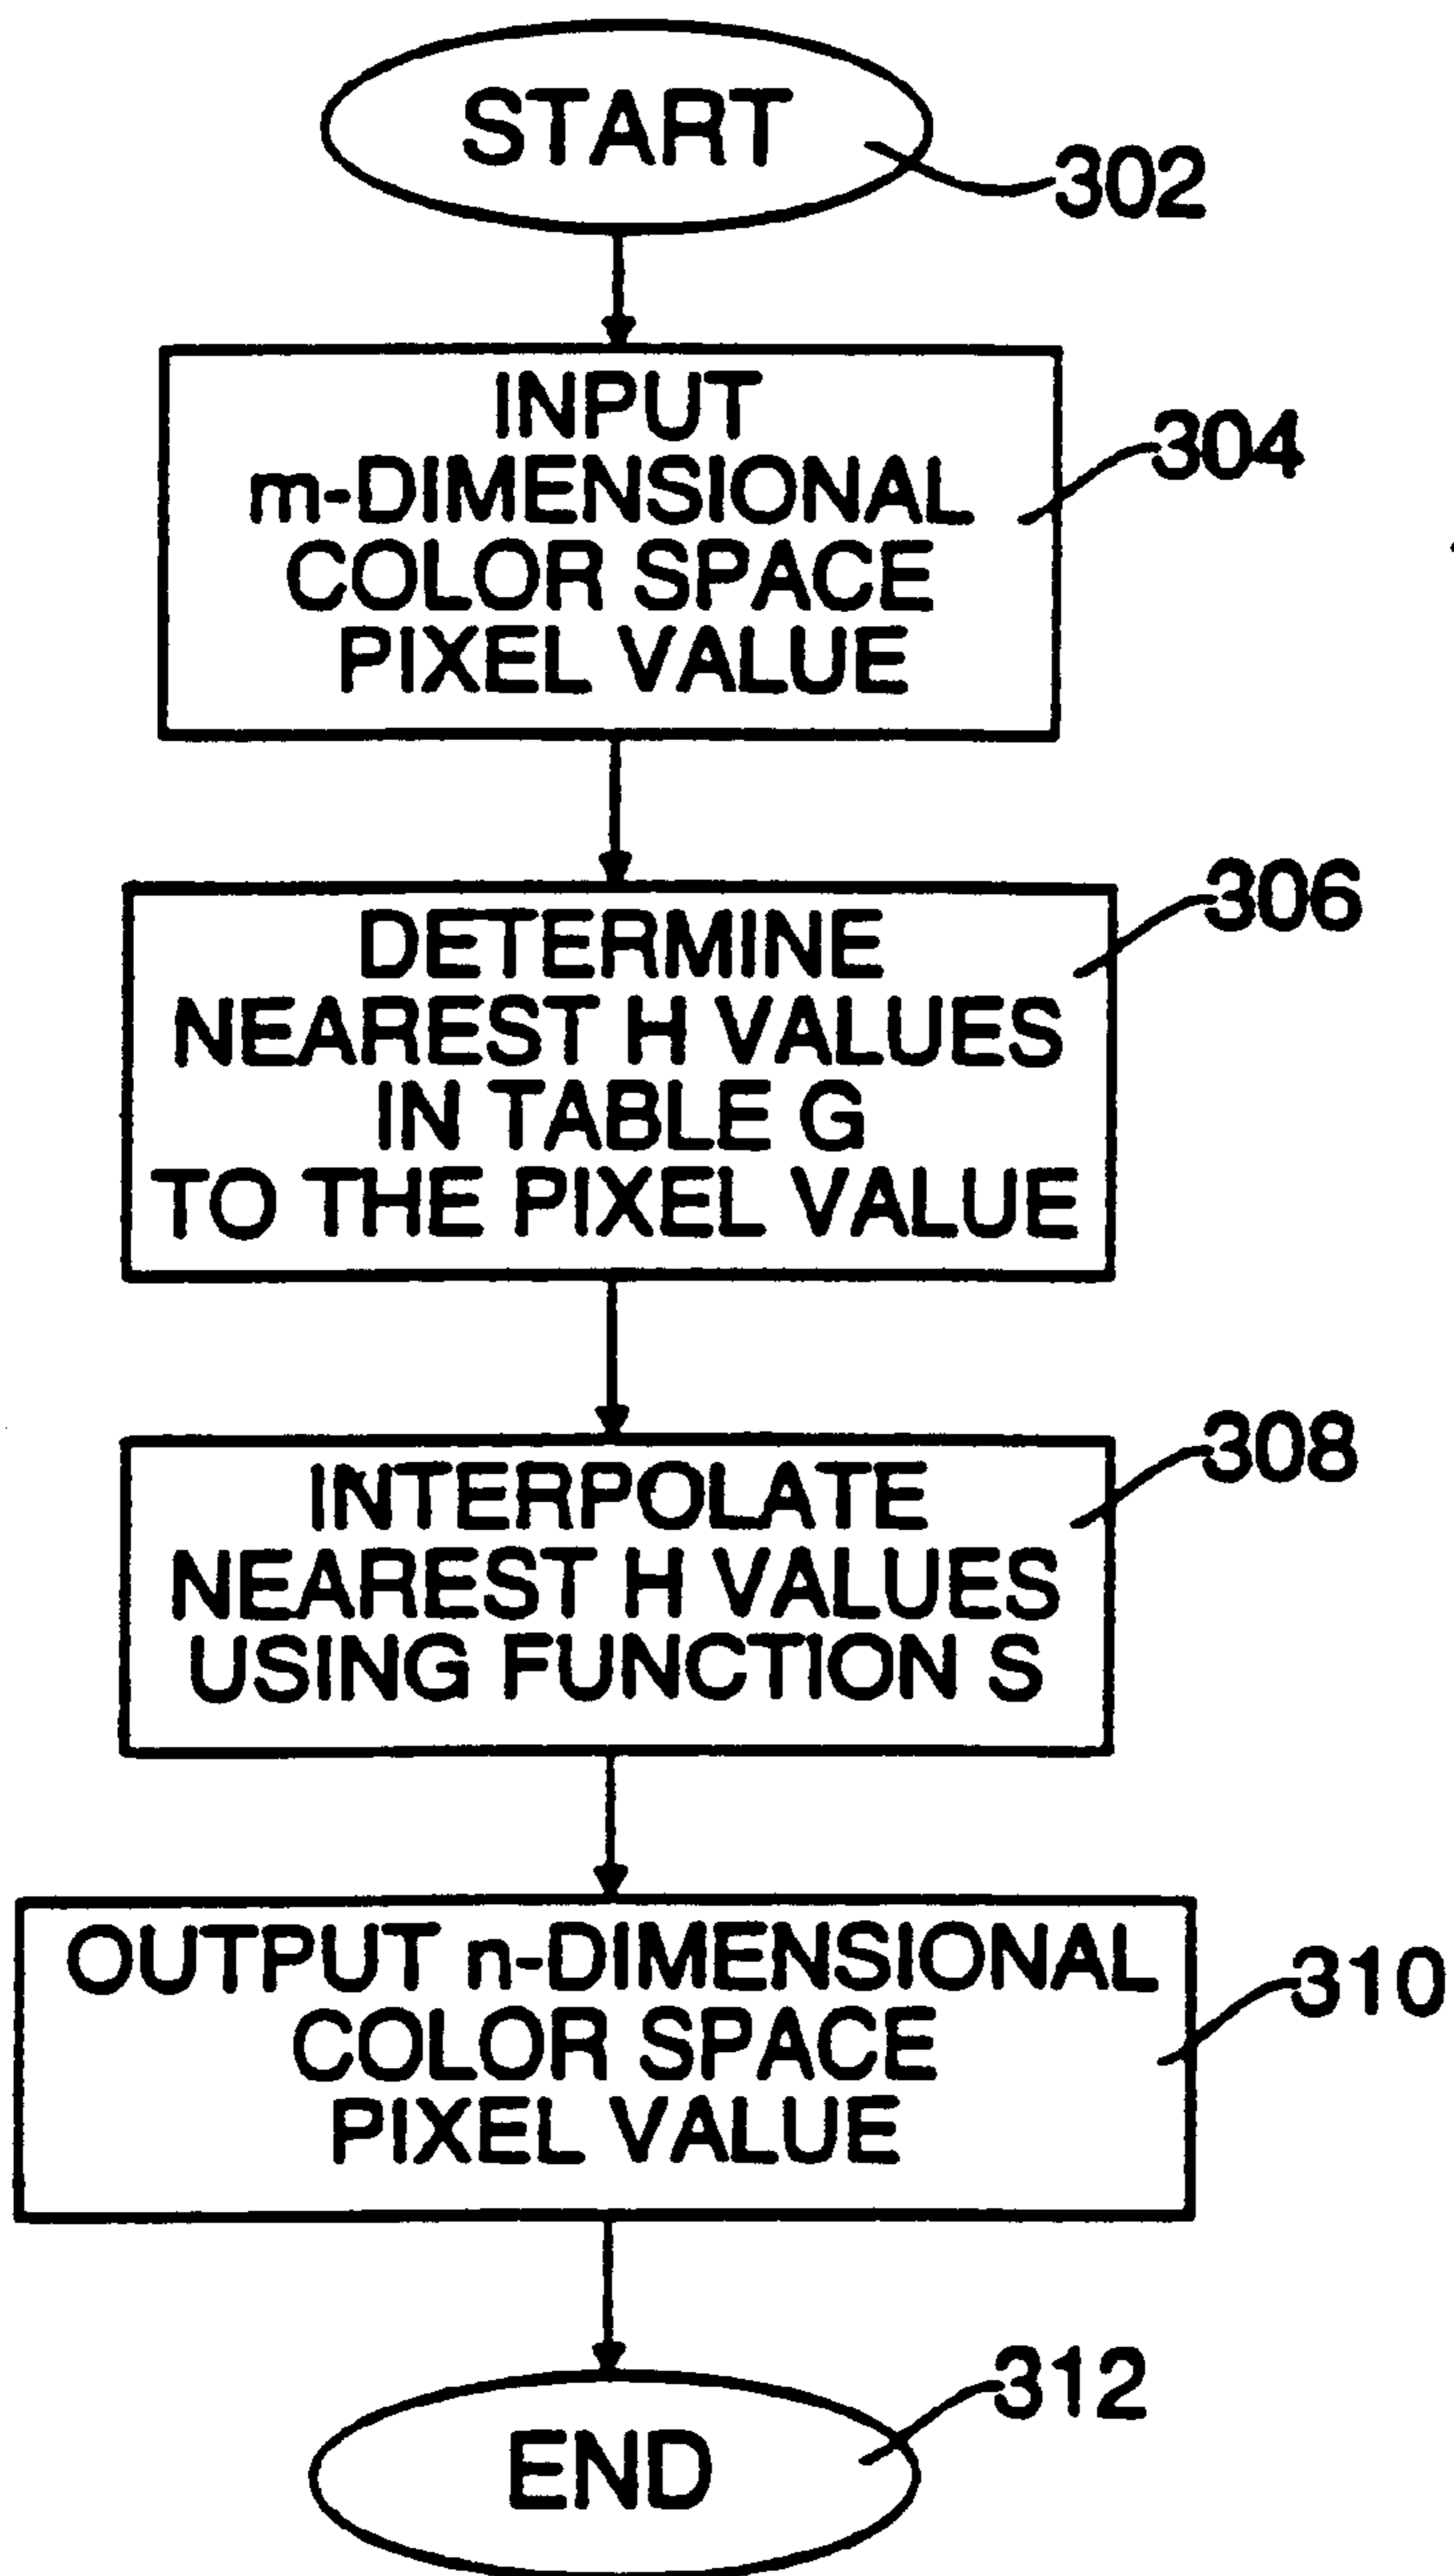 START
302
INPUT
m-DIMENSIONAL
COLOR SPACE
PIXEL VALUE
304
DETERMINE
NEAREST H VALUES
IN TABLE G
TO THE PIXEL VALUE
306
INTERPOLATE
NEAREST H VALUES
USING FUNCTION S
308
OUTPUT n-DIMENSIONAL
COLOR SPACE
PIXEL VALUE
310
END
312